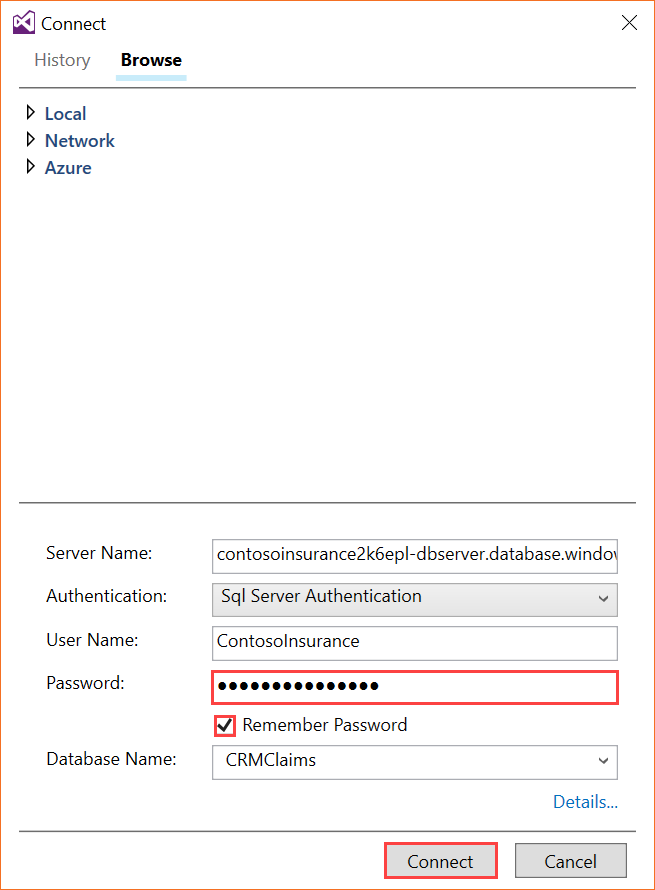 Connect
History Browse
Local
Network
Azure
Server Name: contosoinsurance2k6epl-dbserver.database.window
Authentication: Sql Server Authentication
User Name: ContosoInsurance
Password: ●●●●●●●●●●●●●●●
Remember Password
Database Name: CRMClaims
Details...
Connect Cancel